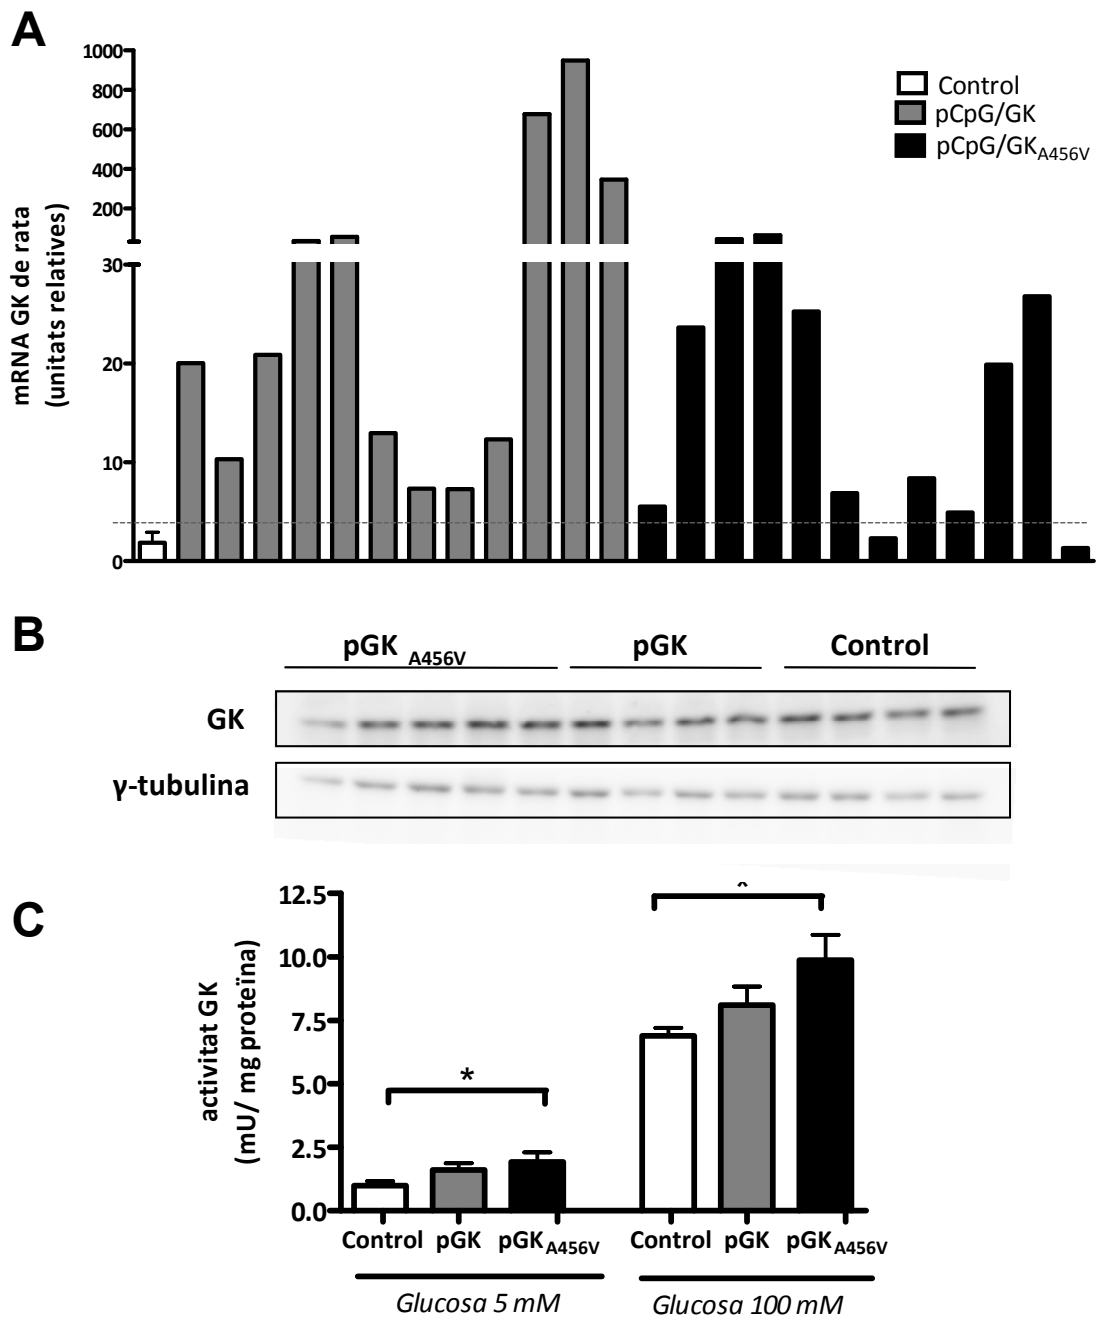 A
mRNA GK de rata
(unitats relatives)
1000
800
600
400
200
30
20
10
0
Control
pCpG/GK
pCpG/GKA456V
B
pGK A456V
pGK
Control
GK
γ-tubulina
C
activitat GK
(mU/ mg proteïna)
12.5
10.0
7.5
5.0
2.5
0.0
*
*
Control pGK pGKA456V
Control pGK pGKA456V
Glucosa 5 mM
Glucosa 100 mM